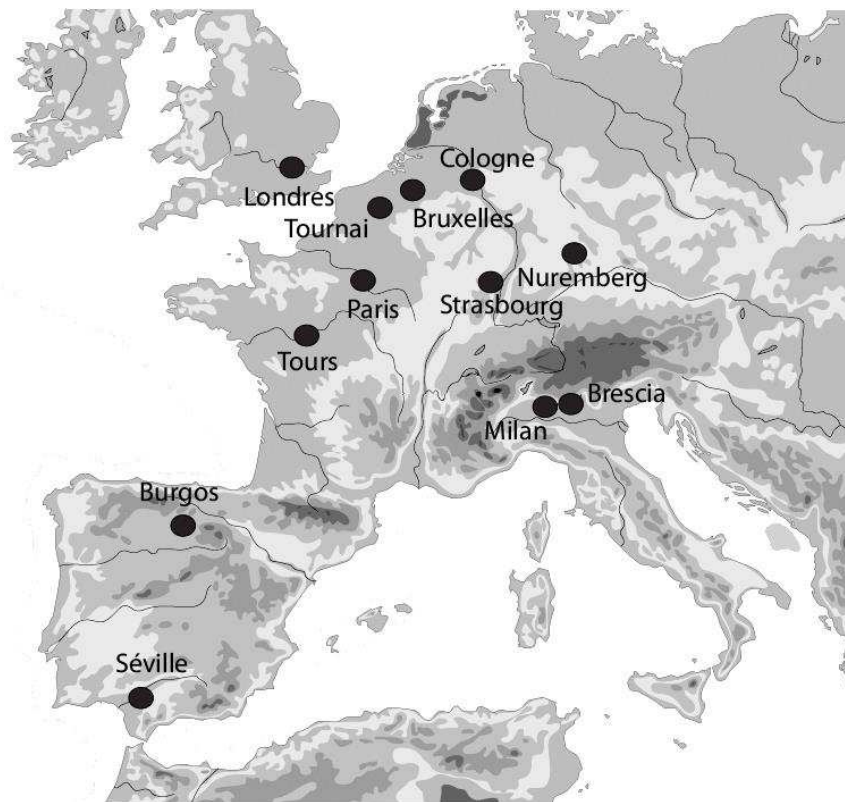 Cologne
Londres
Tournai
Bruxelles
Nuremberg
Paris
Strasbourg
Tours
Brescia
Milan
Burgos
Séville